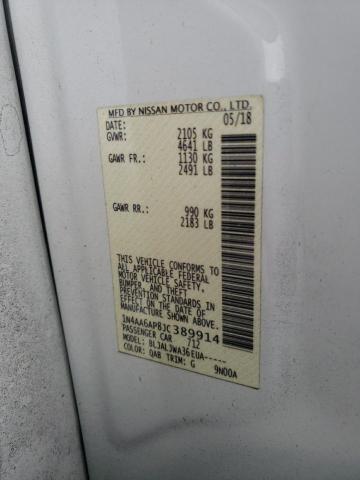 MFD BY NISSAN MOTOR CO., LTD.
DATE: 05/18
GVWR: 2105 KG
4641 LB
GAWR FR.: 1130 KG
2491 LB
GAWR RR.: 990 KG
2183 LB
THIS VEHICLE CONFORMS TO
ALL APPLICABLE FEDERAL
MOTOR VEHICLE SAFETY,
BUMPER, AND THEFT
PREVENTION STANDARDS IN
EFFECT ON THE DATE OF
MANUFACTURE SHOWN
ABOVE.
1N4AA6AP8JC389914
PASSENGER CAR 712
MODEL: BLJALJWA36EUA-----
COLOR: QAB TRIM: G 9N00A